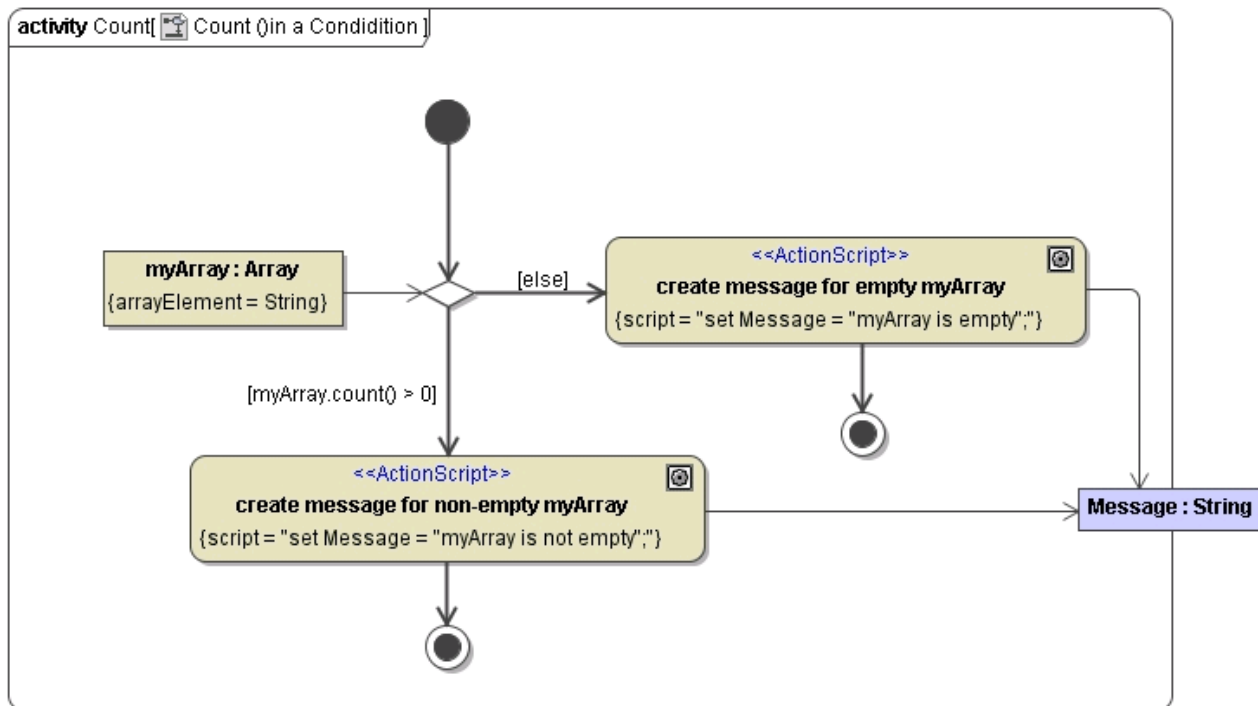 activity Count[ Count ()in a Condidition ]
myArray : Array
{arrayElement = String}
[else]
<<ActionScript>>
create message for empty myArray
{script = "set Message = "myArray is empty";"}
[myArray.count() > 0]
<<ActionScript>>
create message for non-empty myArray
{script = "set Message = "myArray is not empty";"}
Message : String